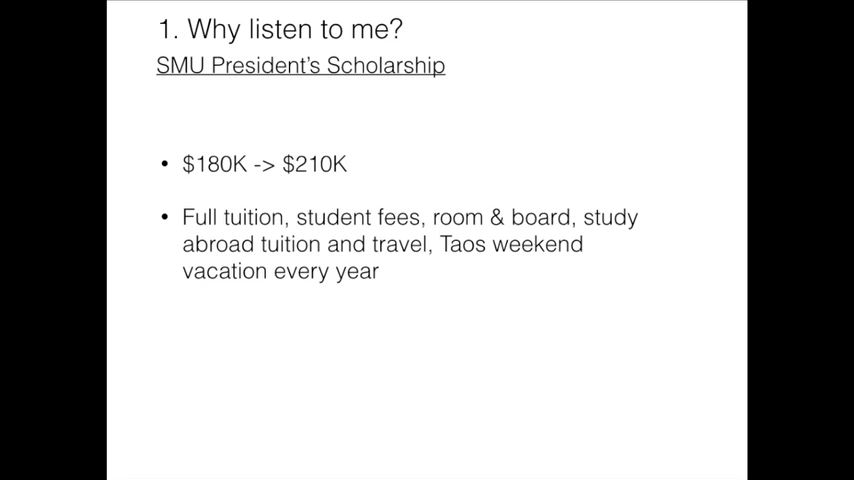 1. Why listen to me?
SMU President's Scholarship
• $180K -> $210K
• Full tuition, student fees, room & board, study
abroad tuition and travel, Taos weekend
vacation every year